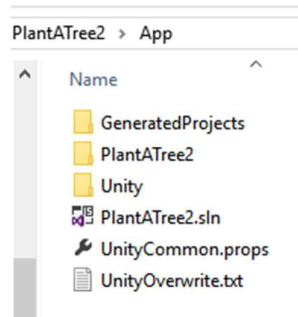 PlantATree2 > App
Name
GeneratedProjects
PlantATree2
Unity
PlantATree2.sln
UnityCommon.props
UnityOverwrite.txt